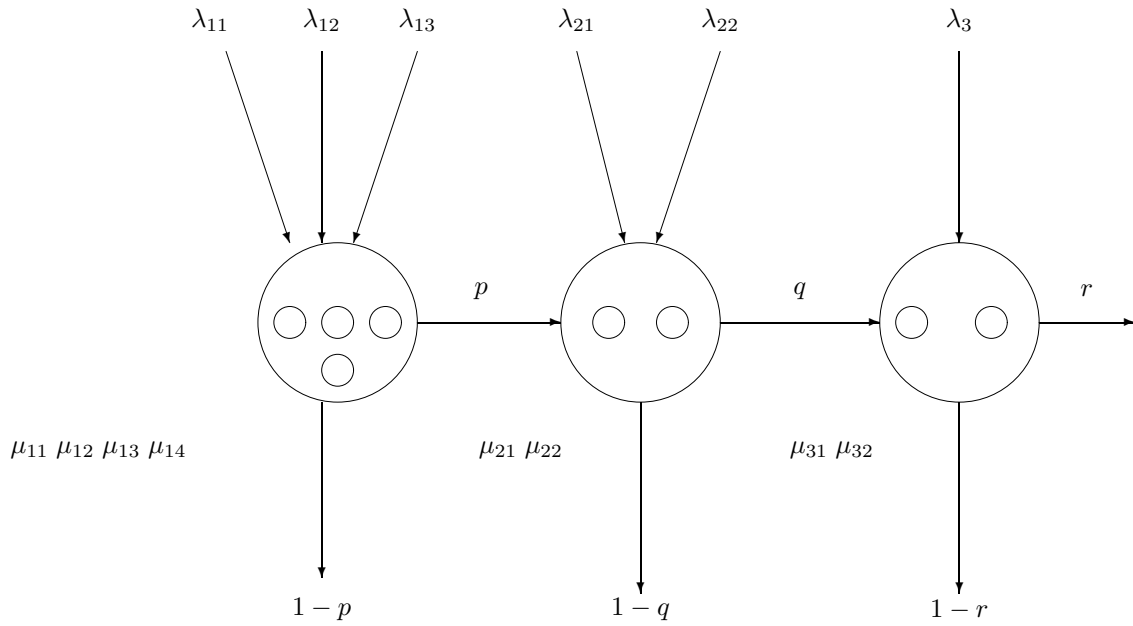 λ11 λ12 λ13 λ21 λ22 λ3
p q r
μ11 μ12 μ13 μ14 μ21 μ22 μ31 μ32
1 − p 1 − q 1 − r